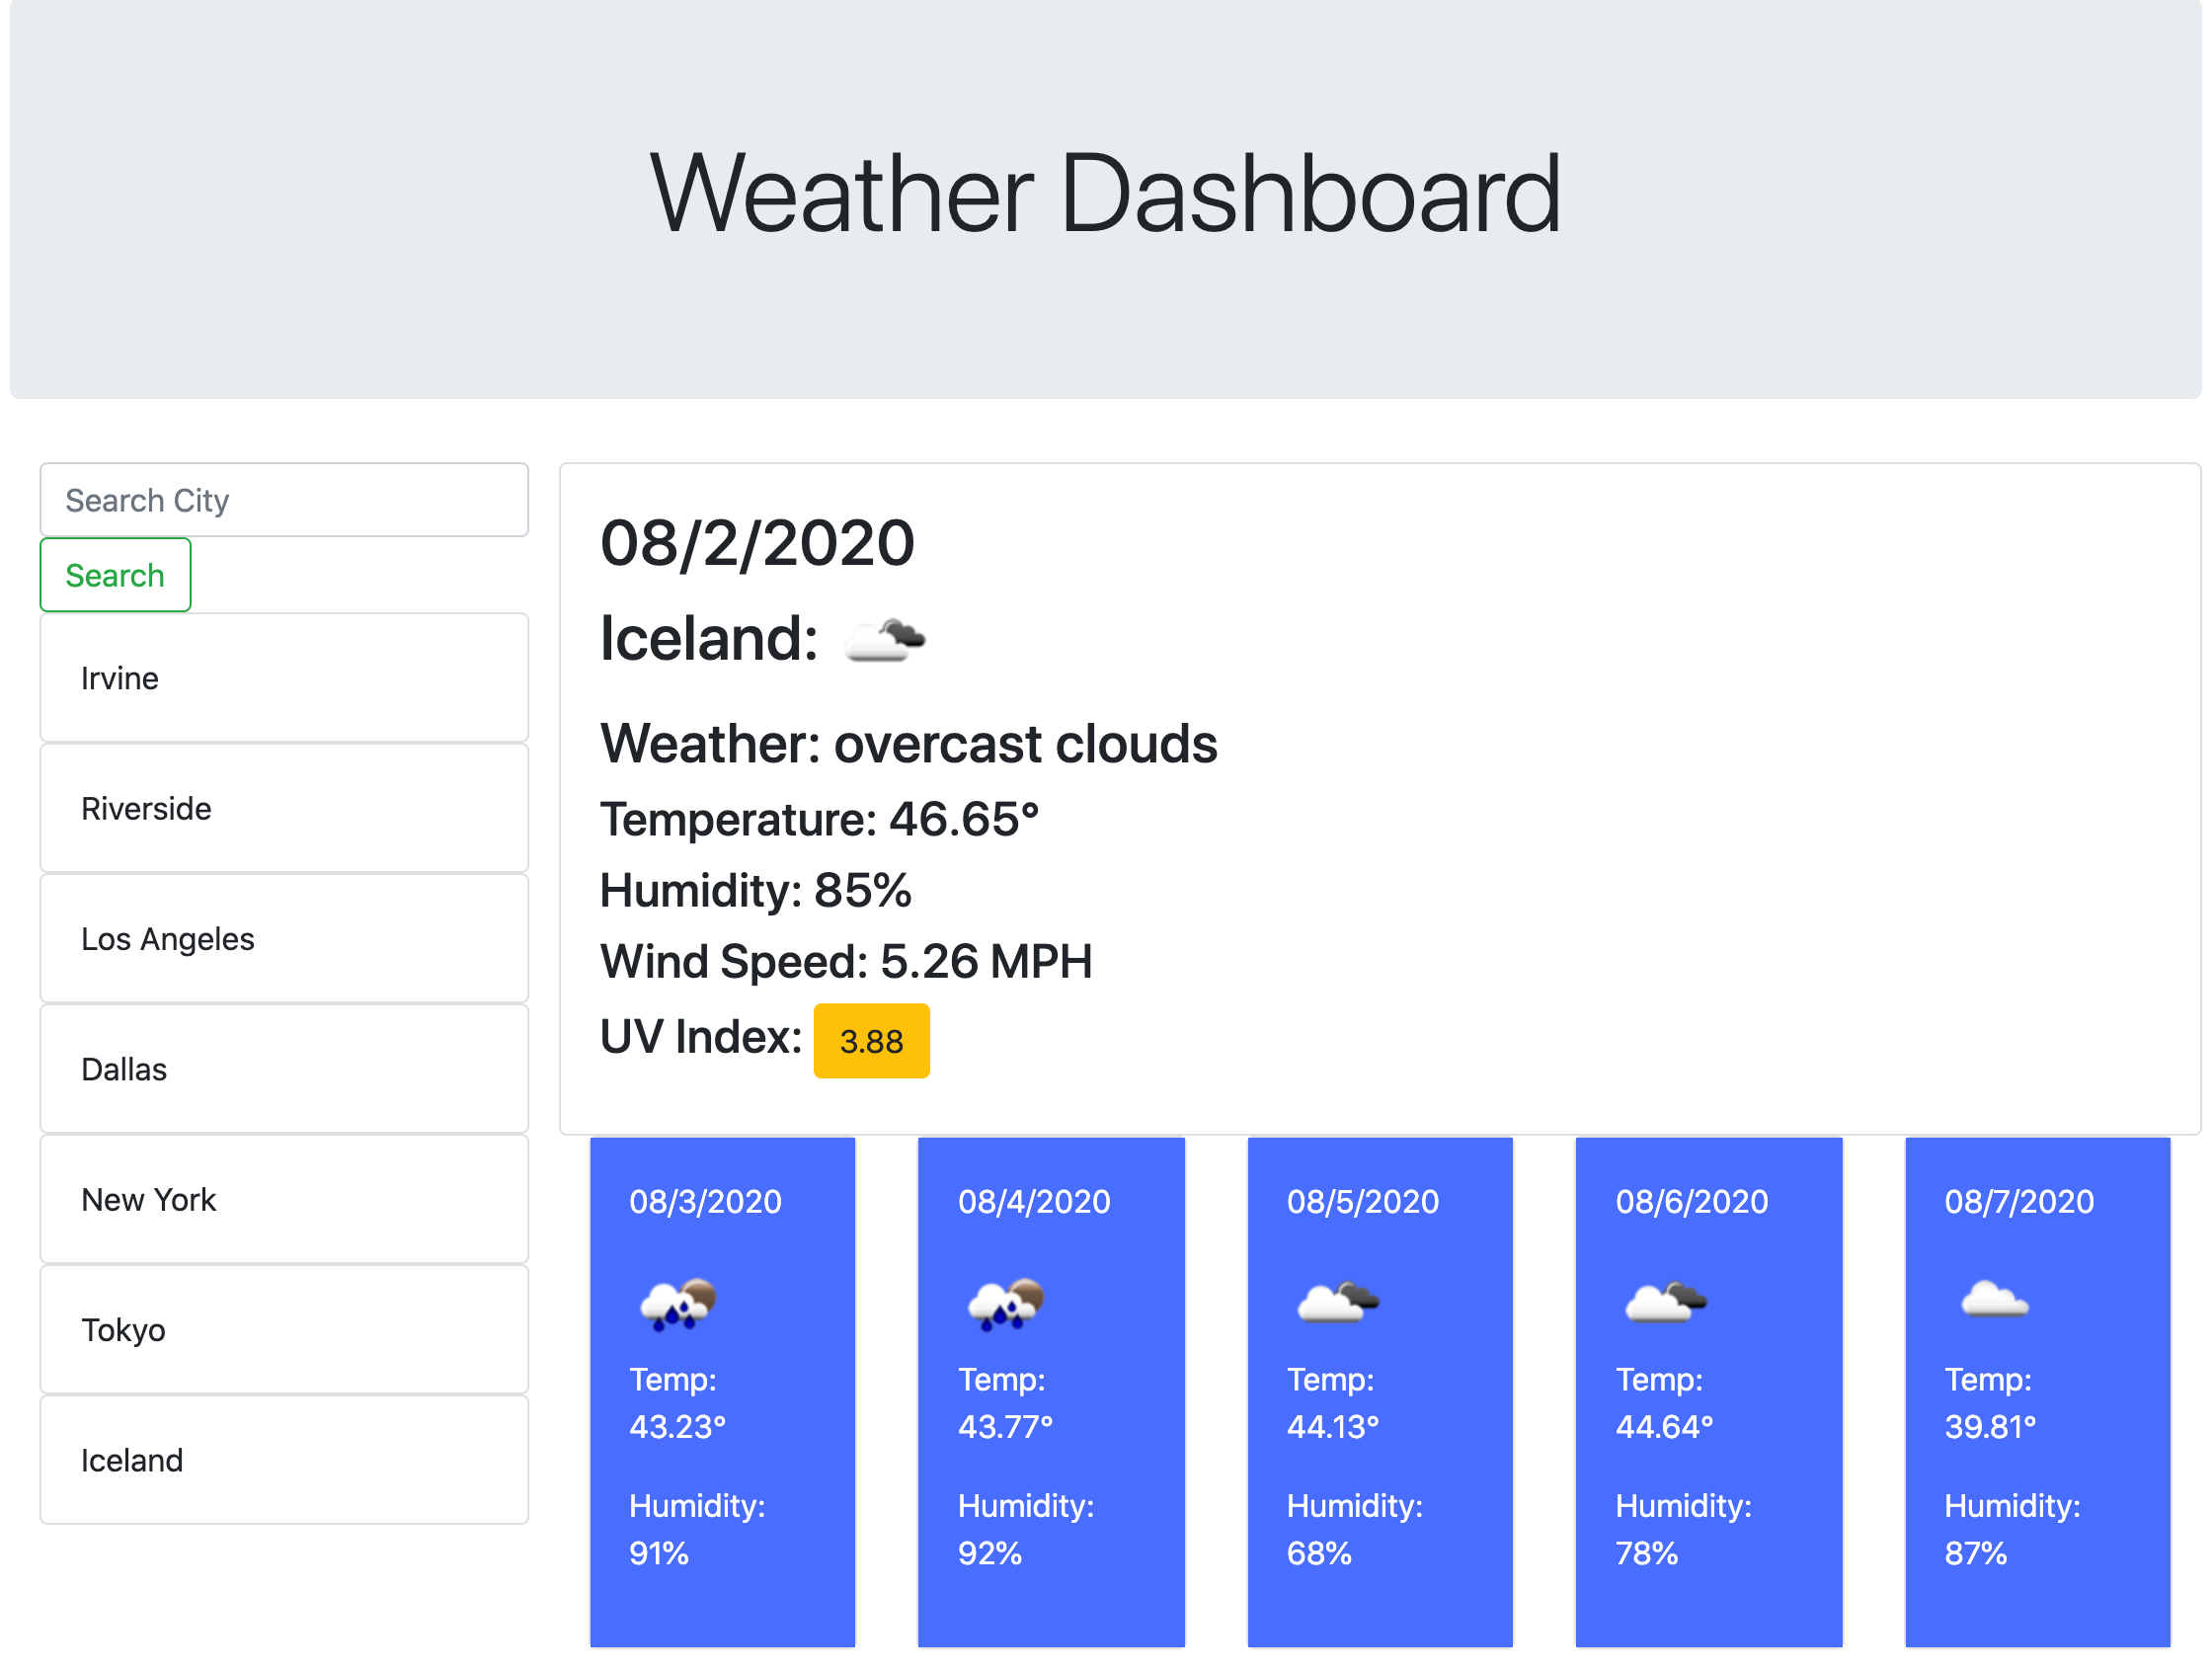 Weather Dashboard
Search City
Search
Irvine
Riverside
Los Angeles
Dallas
New York
Tokyo
Iceland
08/2/2020
Iceland:
Weather: overcast clouds
Temperature: 46.65°
Humidity: 85%
Wind Speed: 5.26 MPH
UV Index: 3.88
08/3/2020
Temp:
43.23°
Humidity:
91%
08/4/2020
Temp:
43.77°
Humidity:
92%
08/5/2020
Temp:
44.13°
Humidity:
68%
08/6/2020
Temp:
44.64°
Humidity:
78%
08/7/2020
Temp:
39.81°
Humidity:
87%